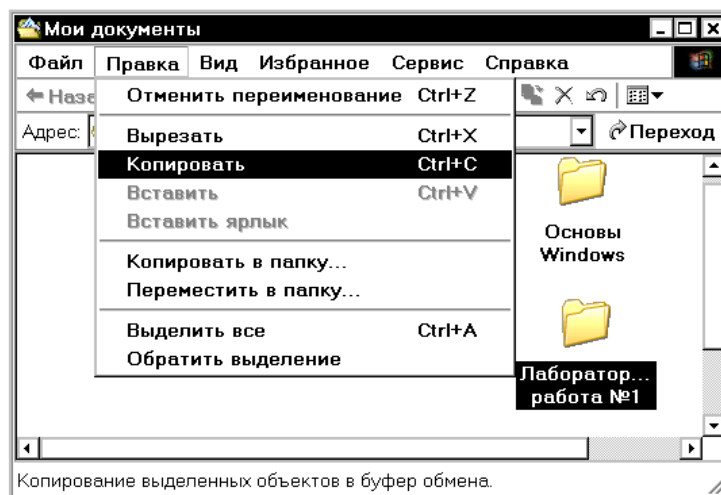 Мои документы
Файл Правка Вид Избранное Сервис Справка
Наза
Адрес: Переход
Отменить переименование Ctrl+Z
Вырезать Ctrl+X
Копировать Ctrl+C
Вставить Ctrl+V
Вставить ярлык
Копировать в папку...
Переместить в папку...
Выделить все Ctrl+A
Обратить выделение
Основы
Windows
Лаборатор...
работа №1
Копирование выделенных объектов в буфер обмена.